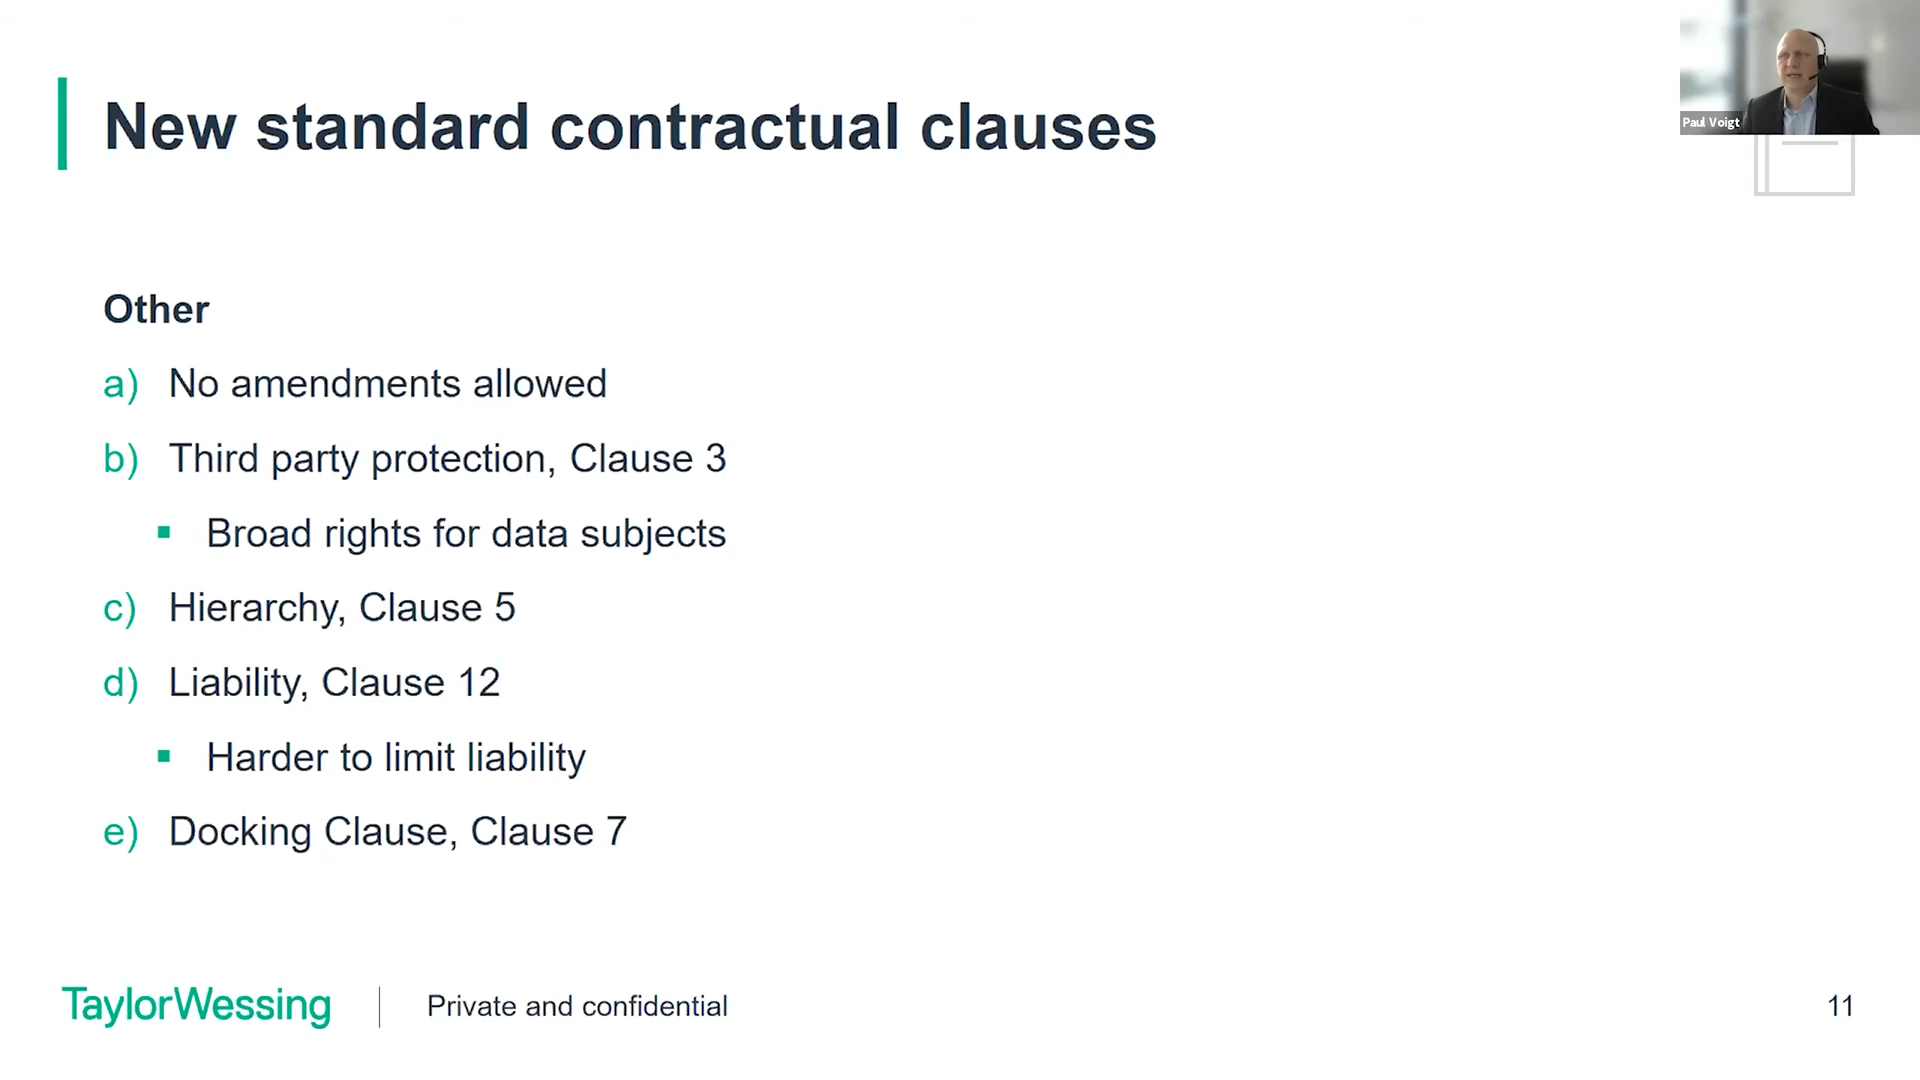 New standard contractual clauses
Paul Voigt
Other
a) No amendments allowed
b) Third party protection, Clause 3
▪ Broad rights for data subjects
c) Hierarchy, Clause 5
d) Liability, Clause 12
▪ Harder to limit liability
e) Docking Clause, Clause 7
TaylorWessing
Private and confidential
11